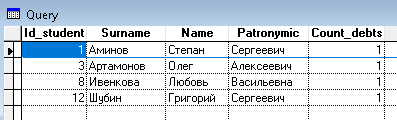 Query
Id_student Surname Name Patronymic Count_debts
1 Аминов Степан Сергеевич 1
3 Артамонов Олег Алексеевич 1
8 Ивенкова Любовь Васильевна 1
12 Шубин Григорий Сергеевич 1